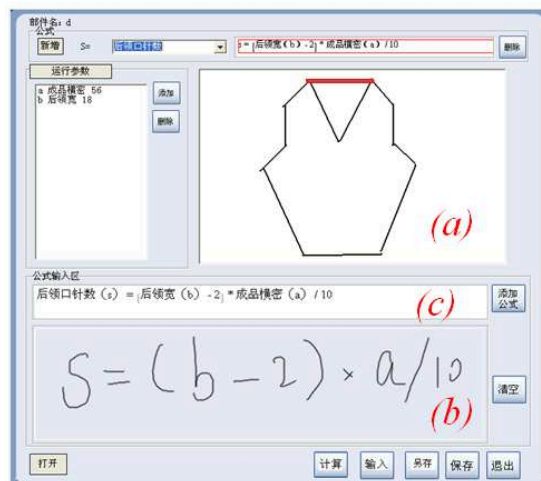 部件名: d
公式
新增 S= 后领口针数 s = [后领宽(b) -2] * 成品横密(a) /10 删除
运行参数
a 成品横密 56 添加
b 后领宽 18
删除
(a)
公式输入区
后领口针数(s) = [后领宽(b) -2] * 成品横密(a) / 10 添加公式
(c)
S = (b - 2) × a/10
清空
(b)
打开 计算 输入 另存 保存 退出